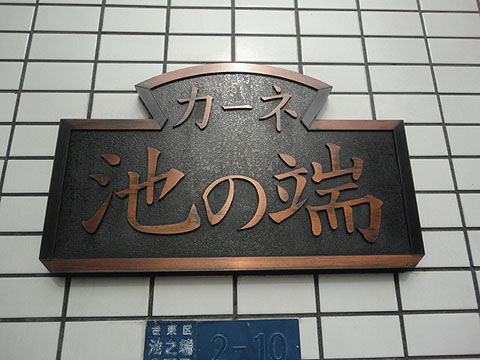 カーネ
池の端
台東区
池之端
2-10